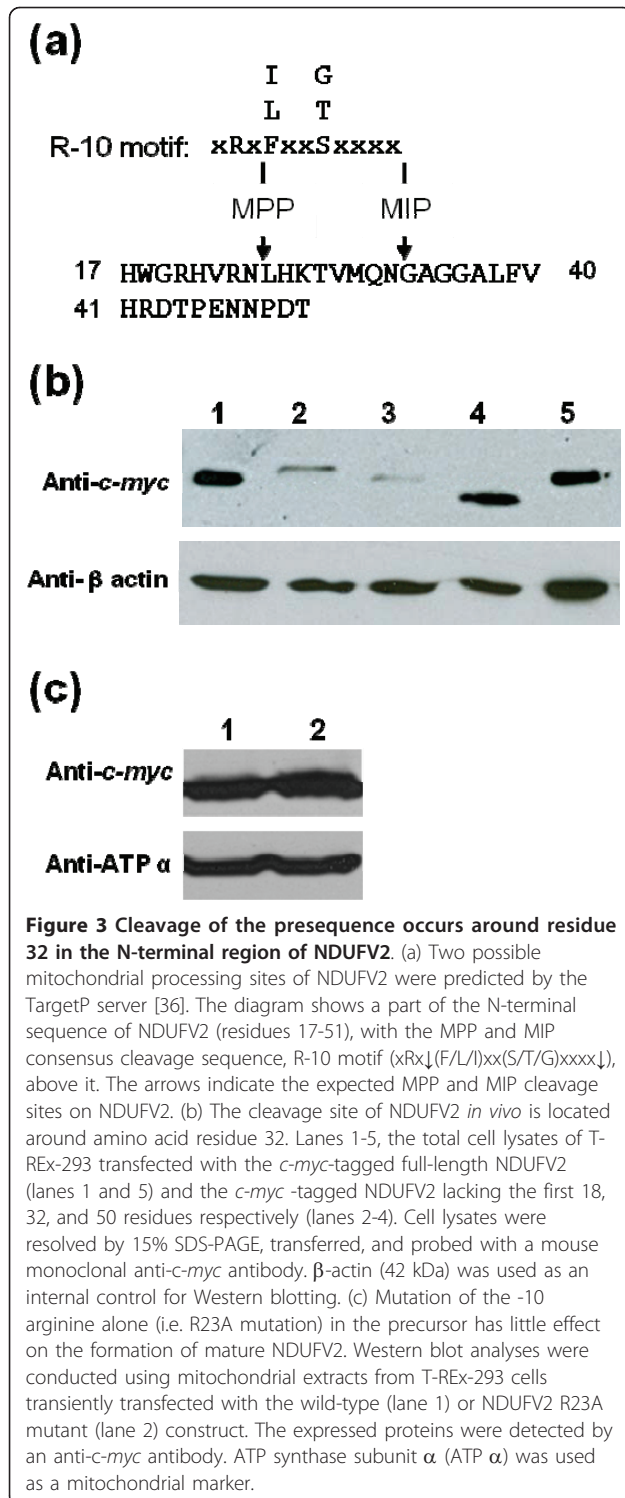 (a)
I G
L T
R-10 motif: xRxFxxSxxxx
MPP MIP
17 HWGRHVRNLHKTVMQNGAGGALFV 40
41 HRDTPENNPDT
(b)
1 2 3 4 5
Anti-c-myc
Anti-β actin
(c)
1 2
Anti-c-myc
Anti-ATP α
Figure 3 Cleavage of the presequence occurs around residue
32 in the N-terminal region of NDUFV2. (a) Two possible
mitochondrial processing sites of NDUFV2 were predicted by the
TargetP server [36]. The diagram shows a part of the N-terminal
sequence of NDUFV2 (residues 17-51), with the MPP and MIP
consensus cleavage sequence, R-10 motif (xRx↓(F/L/I)xx(S/T/G)xxxx↓),
above it. The arrows indicate the expected MPP and MIP cleavage
sites on NDUFV2. (b) The cleavage site of NDUFV2 in vivo is located
around amino acid residue 32. Lanes 1-5, the total cell lysates of T-
REx-293 transfected with the c-myc-tagged full-length NDUFV2
(lanes 1 and 5) and the c-myc -tagged NDUFV2 lacking the first 18,
32, and 50 residues respectively (lanes 2-4). Cell lysates were
resolved by 15% SDS-PAGE, transferred, and probed with a mouse
monoclonal anti-c-myc antibody. β-actin (42 kDa) was used as an
internal control for Western blotting. (c) Mutation of the -10
arginine alone (i.e. R23A mutation) in the precursor has little effect
on the formation of mature NDUFV2. Western blot analyses were
conducted using mitochondrial extracts from T-REx-293 cells
transiently transfected with the wild-type (lane 1) or NDUFV2 R23A
mutant (lane 2) construct. The expressed proteins were detected by
an anti-c-myc antibody. ATP synthase subunit α (ATP α) was used
as a mitochondrial marker.